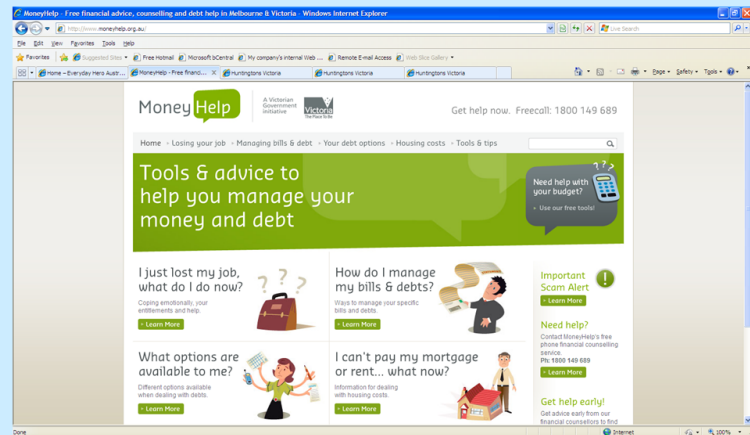 MoneyHelp - Free financial advice, counselling and debt help in Melbourne & Victoria - Windows Internet Explorer
http://www.moneyhelp.org.au/
Live Search
File Edit View Favorites Tools Help
Favorites Suggested Sites Free Hotmail Microsoft bCentral My company's internal Web ... Remote E-mail Access Web Slice Gallery
Home – Everyday Hero Austr... MoneyHelp - Free financi... Huntingtons Victoria Huntingtons Victoria Huntingtons Victoria
Page Safety Tools
Money Help
A Victorian
Government
initiative
Victoria
The Place To Be
Get help now. Freecall: 1800 149 689
Home Losing your job Managing bills & debt Your debt options Housing costs Tools & tips
Tools & advice to
help you manage your
money and debt
Need help with
your budget?
Use our free tools!
I just lost my job,
what do I do now?
Coping emotionally, your
entitlements and help.
Learn More
How do I manage
my bills & debts?
Ways to manage your specific
bills and debts.
Learn More
Important
Scam Alert
Learn More
Need help?
Contact MoneyHelp's free
phone financial counselling
service.
Ph: 1800 149 689
Learn More
What options are
available to me?
Different options available
when dealing with debts.
Learn More
I can't pay my mortgage
or rent... what now?
Information for dealing
with housing costs.
Learn More
Get help early!
Get advice early from our
financial counsellors to find
Done
Internet
100%